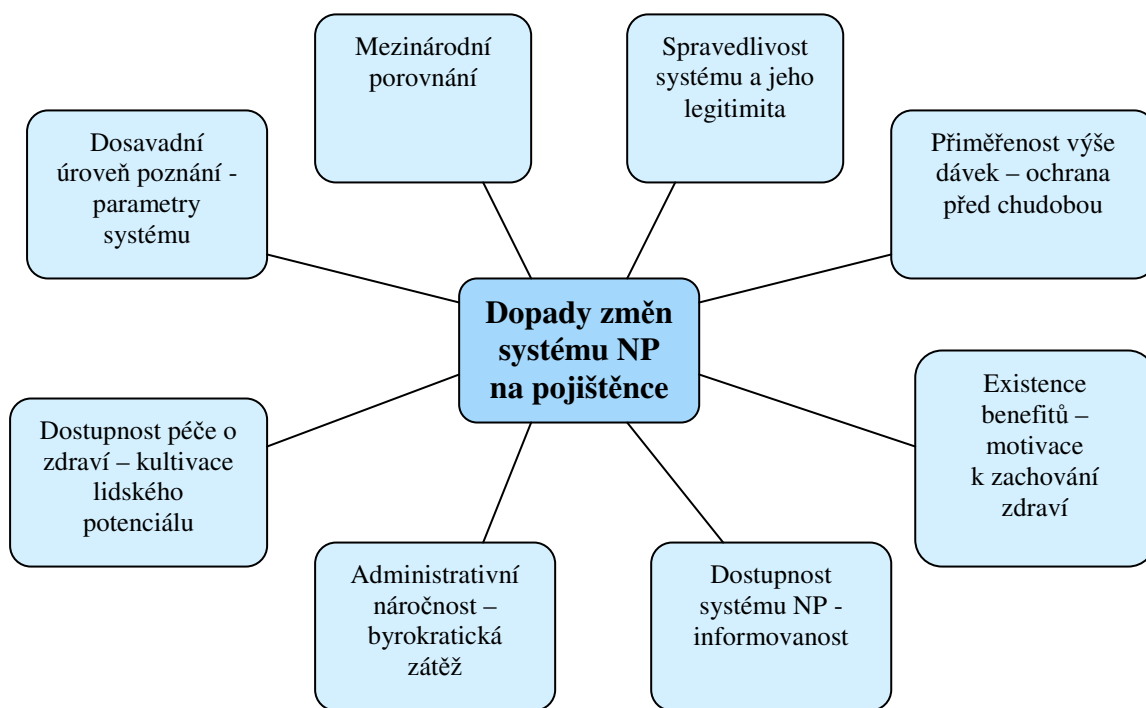 Mezinárodní
porovnání
Spravedlivost
systému a jeho
legitimita
Dosavadní
úroveň poznání -
parametry
systému
Přiměřenost výše
dávek – ochrana
před chudobou
Dopady změn
systému NP
na pojištěnce
Dostupnost péče o
zdraví – kultivace
lidského
potenciálu
Existence
benefitů –
motivace
k zachování
zdraví
Administrativní
náročnost –
byrokratická
zátěž
Dostupnost
systému NP -
informovanost